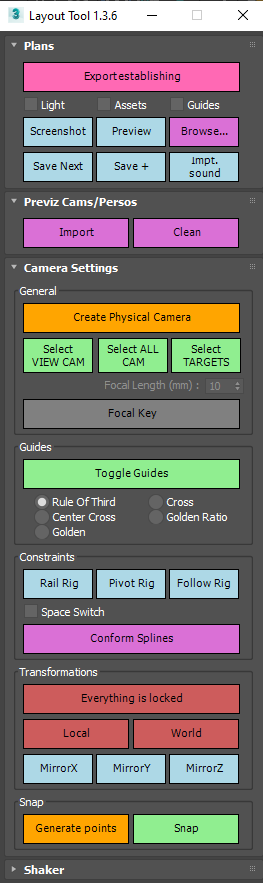 Layout Tool 1.3.6
Plans
Exportestablishing
Light Assets Guides
Screenshot Preview Browse...
Save Next Save + Impt.
sound
Previz Cams/Persos
Import Clean
Camera Settings
General
Create Physical Camera
Select Select ALL Select
VIEW CAM CAM TARGETS
Focal Length (mm) : 10
Focal Key
Guides
Toggle Guides
Rule Of Third Cross
Center Cross Golden Ratio
Golden
Constraints
Rail Rig Pivot Rig Follow Rig
Space Switch
Conform Splines
Transformations
Everything is locked
Local World
MirrorX MirrorY MirrorZ
Snap
Generate points Snap
Shaker